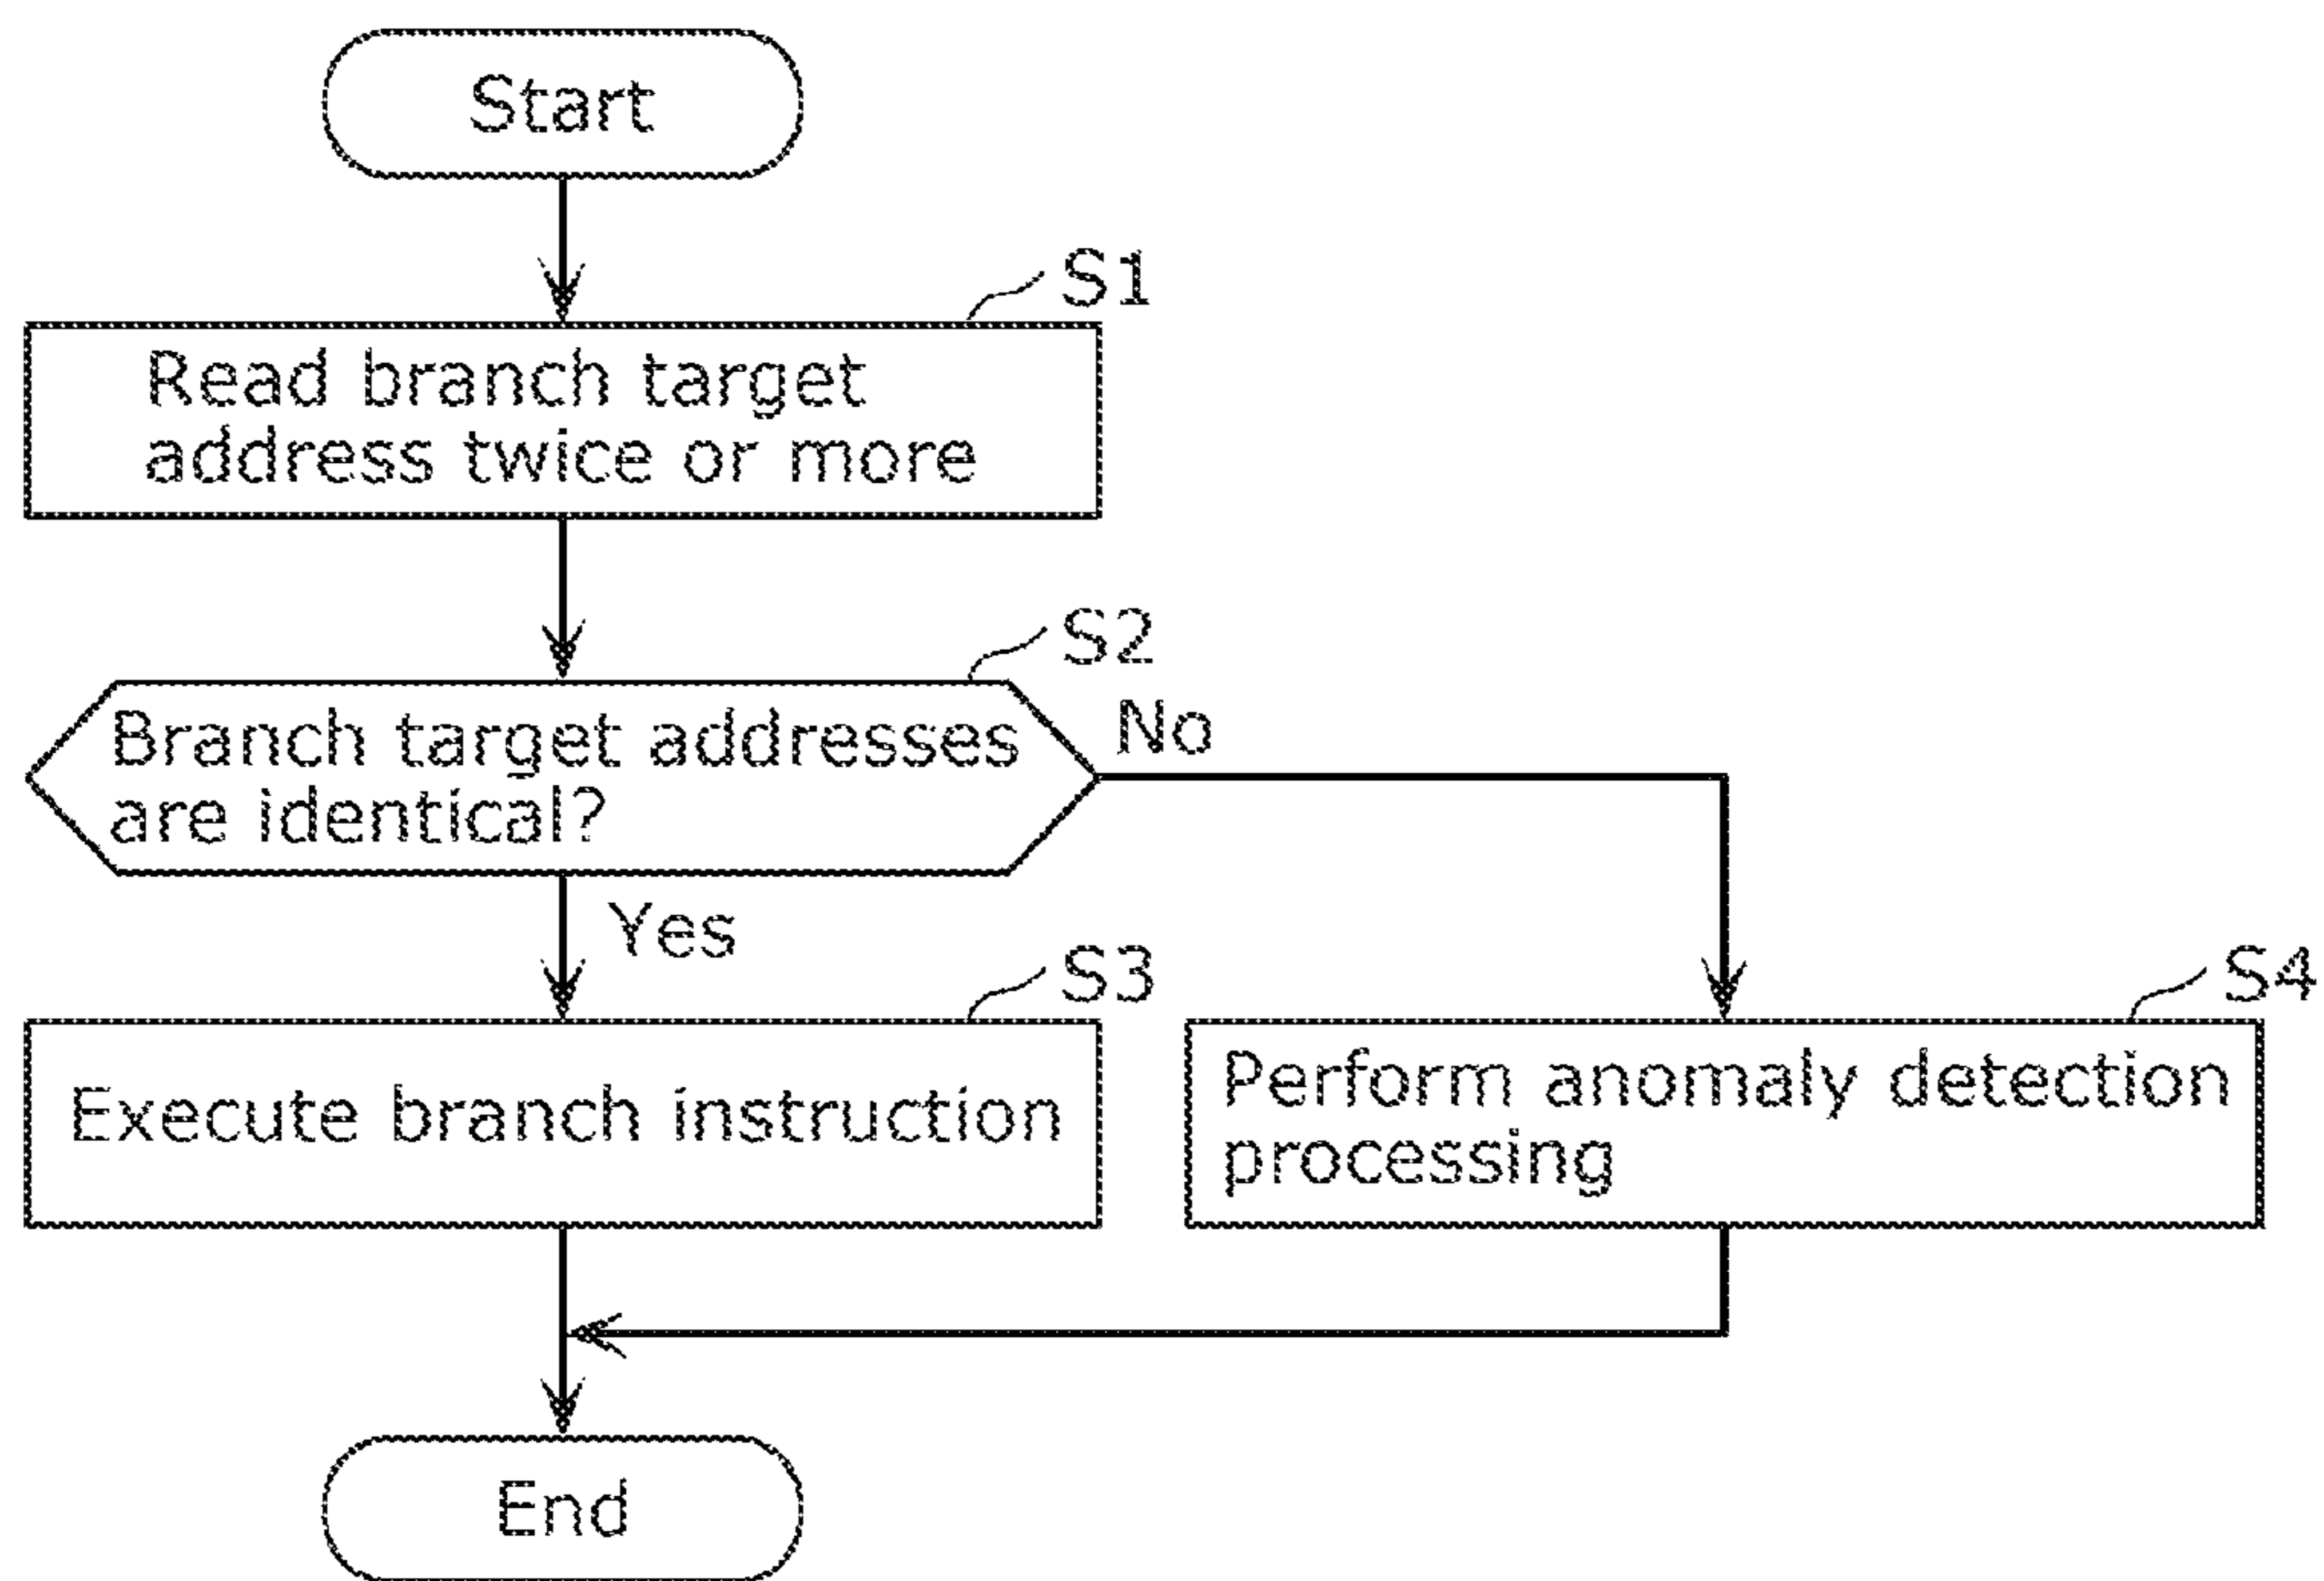 Start
S1
Read branch target
address twice or more
S2
Branch target addresses
are identical?
No
Yes
S3
Execute branch instruction
S4
Perform anomaly detection
processing
End